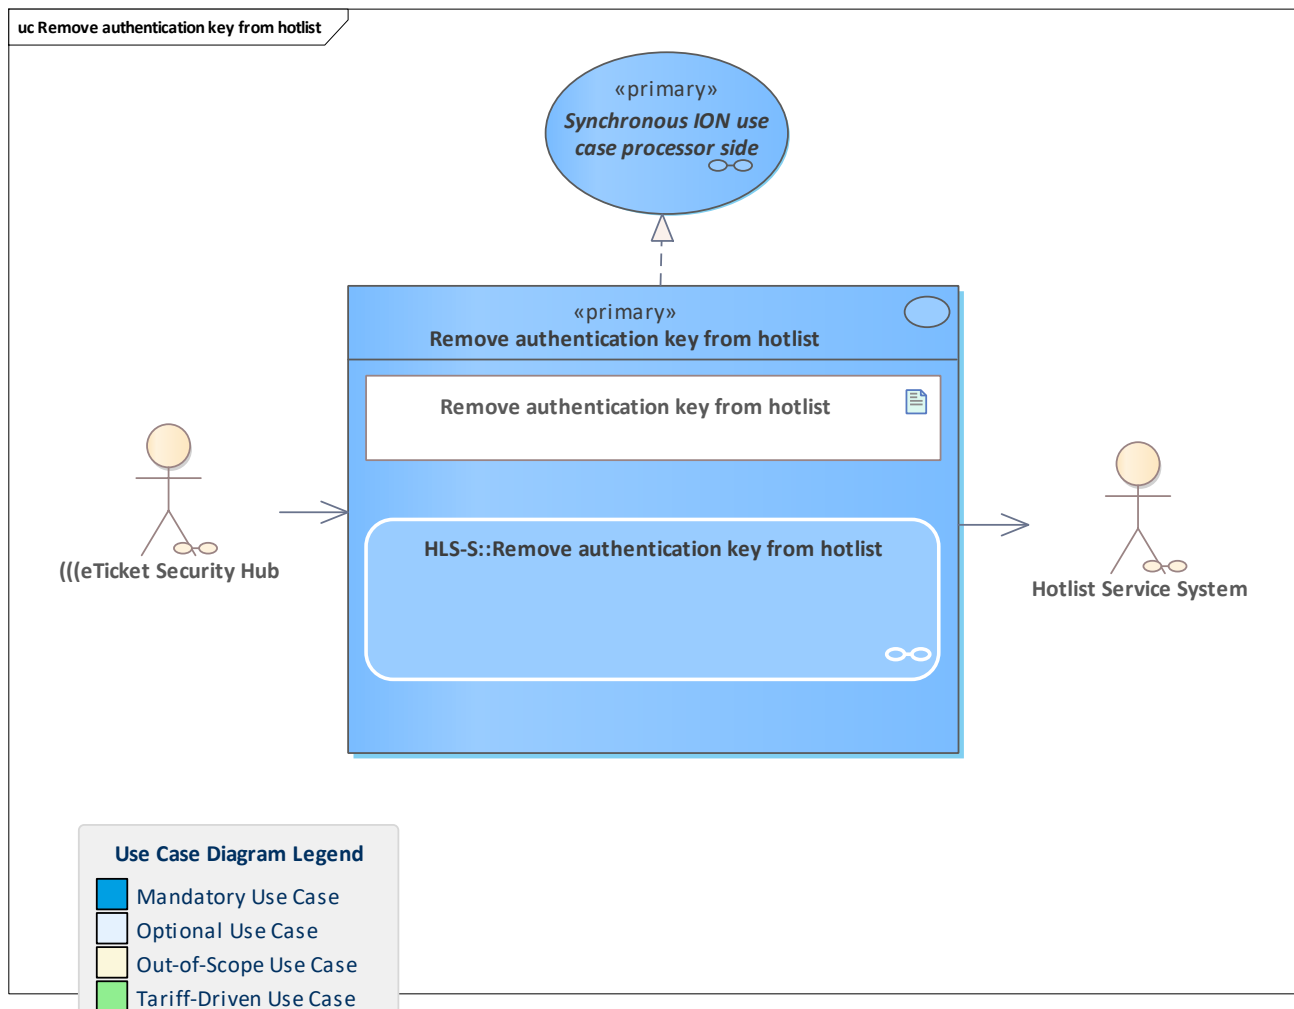 uc Remove authentication key from hotlist
«primary»
Synchronous ION use
case processor side
«primary»
Remove authentication key from hotlist
Remove authentication key from hotlist
HLS-S::Remove authentication key from hotlist
(((eTicket Security Hub
Hotlist Service System
Use Case Diagram Legend
Mandatory Use Case
Optional Use Case
Out-of-Scope Use Case
Tariff-Driven Use Case